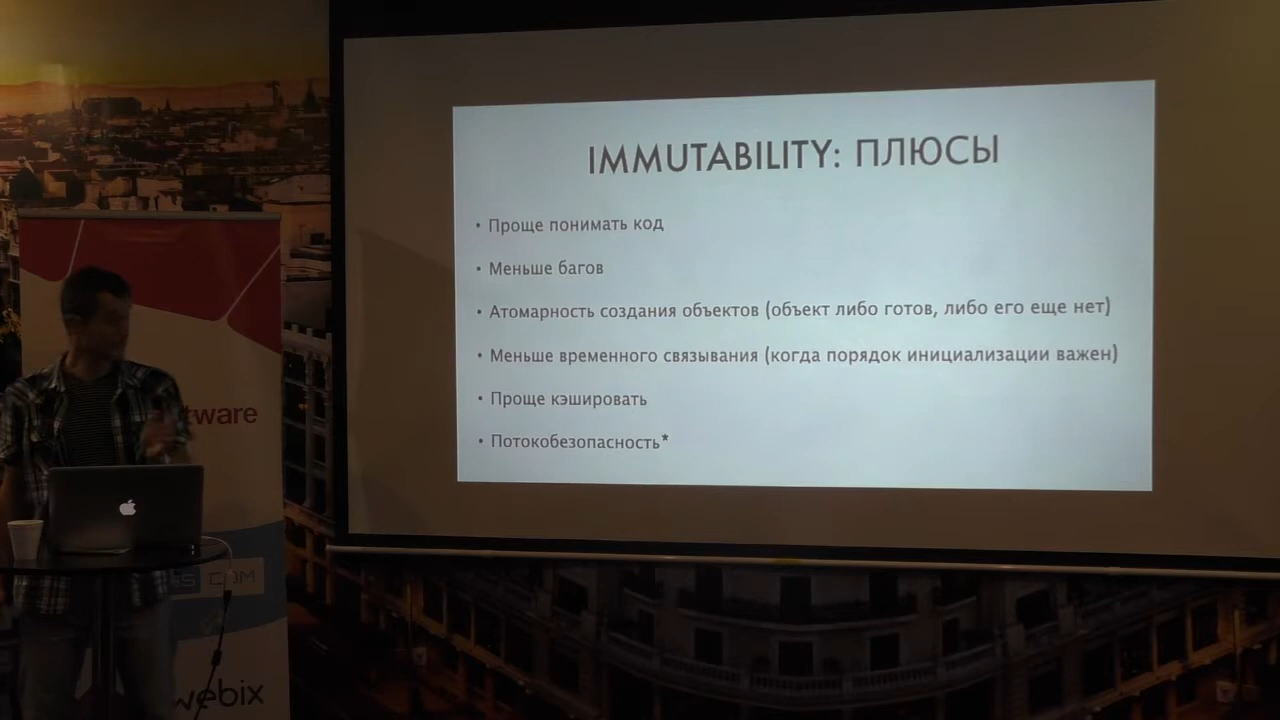 IMMUTABILITY: ПЛЮСЫ
• Проще понимать код
• Меньше багов
• Атомарность создания объектов (объект либо готов, либо его еще нет)
• Меньше временного связывания (когда порядок инициализации важен)
• Проще кэшировать
• Потокобезопасность*
tware
webix